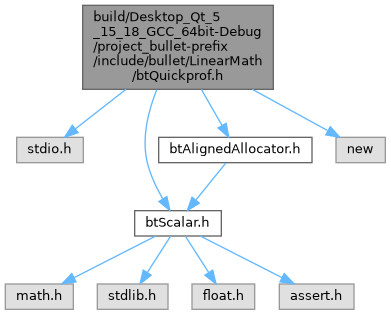 build/Desktop_Qt_5
_15_18_GCC_64bit-Debug
/project_bullet-prefix
/include/bullet/LinearMath
/btQuickprof.h
stdio.h
btAlignedAllocator.h
new
btScalar.h
math.h
stdlib.h
float.h
assert.h